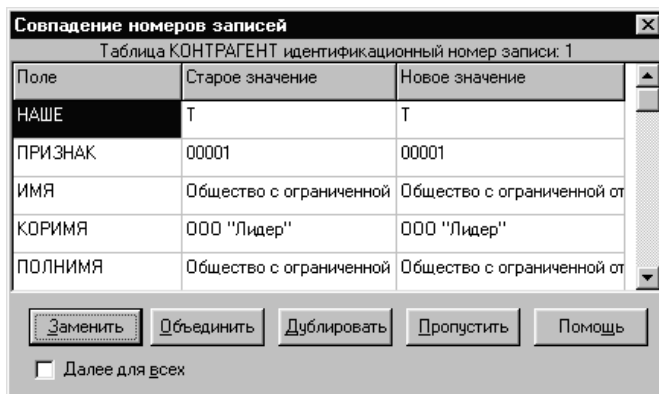 Совпадение номеров записей
Таблица КОНТРАГЕНТ идентификационный номер записи: 1
Поле Старое значение Новое значение
НАШЕ Т Т
ПРИЗНАК 00001 00001
ИМЯ Общество с ограниченной Общество с ограниченной от
КОРИМЯ ООО "Лидер" ООО "Лидер"
ПОЛНИМЯ Общество с ограниченной Общество с ограниченной от
Заменить Объединить Дублировать Пропустить Помощь
Далее для всех